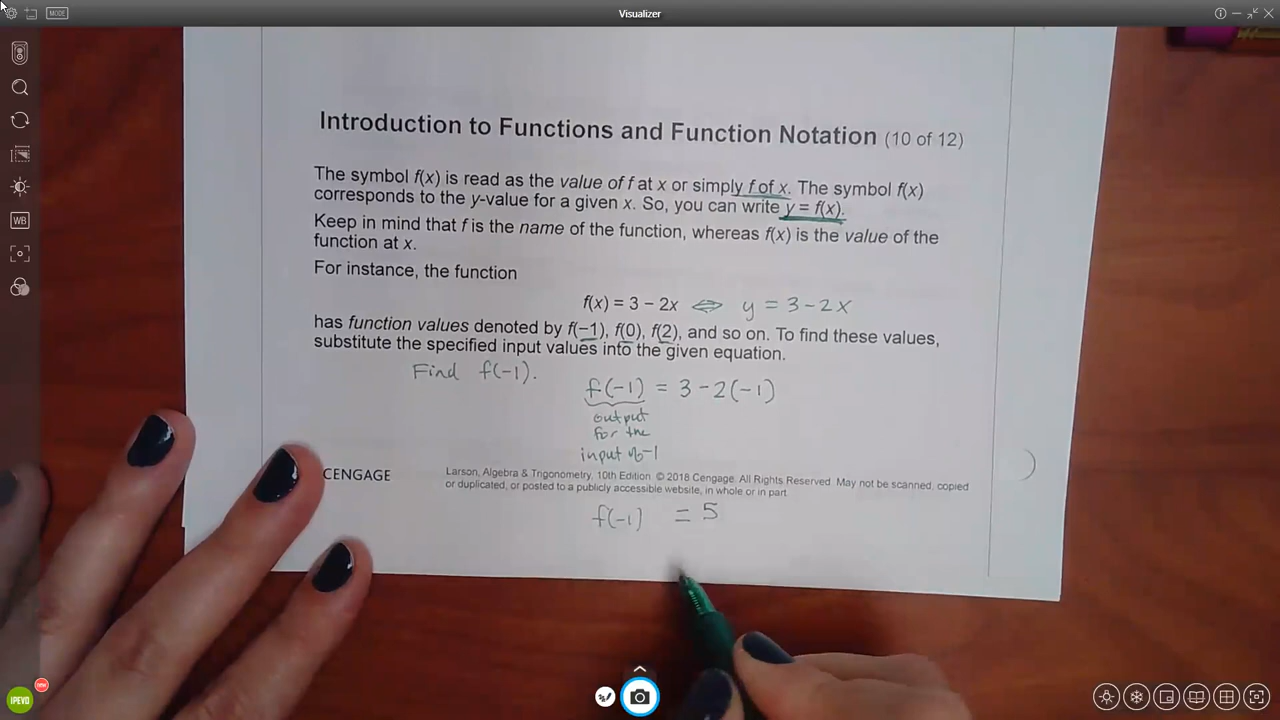 MODE
Visualizer
WB
Introduction to Functions and Function Notation (10 of 12)
The symbol f(x) is read as the value of f at x or simply f of x. The symbol f(x)
corresponds to the y-value for a given x. So, you can write y = f(x).
Keep in mind that f is the name of the function, whereas f(x) is the value of the
function at x.
For instance, the function
f(x) = 3 − 2x ⇔ y = 3 - 2x
has function values denoted by f(−1), f(0), f(2), and so on. To find these values,
substitute the specified input values into the given equation.
Find f(-1).
f(-1) = 3 - 2(-1)
output
for the
input -1
CENGAGE
Larson, Algebra & Trigonometry, 10th Edition. © 2018 Cengage. All Rights Reserved. May not be scanned, copied
or duplicated, or posted to a publicly accessible website, in whole or in part.
f(-1) = 5
IPEVO
new